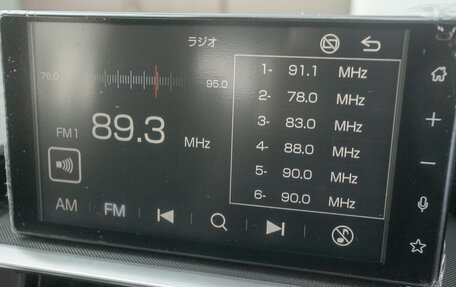 ラジオ
76.0 95.0
FM1 89.3 MHz
1- 91.1 MHz
2- 78.0 MHz
3- 83.0 MHz
4- 88.0 MHz
5- 90.0 MHz
6- 90.0 MHz
AM FM